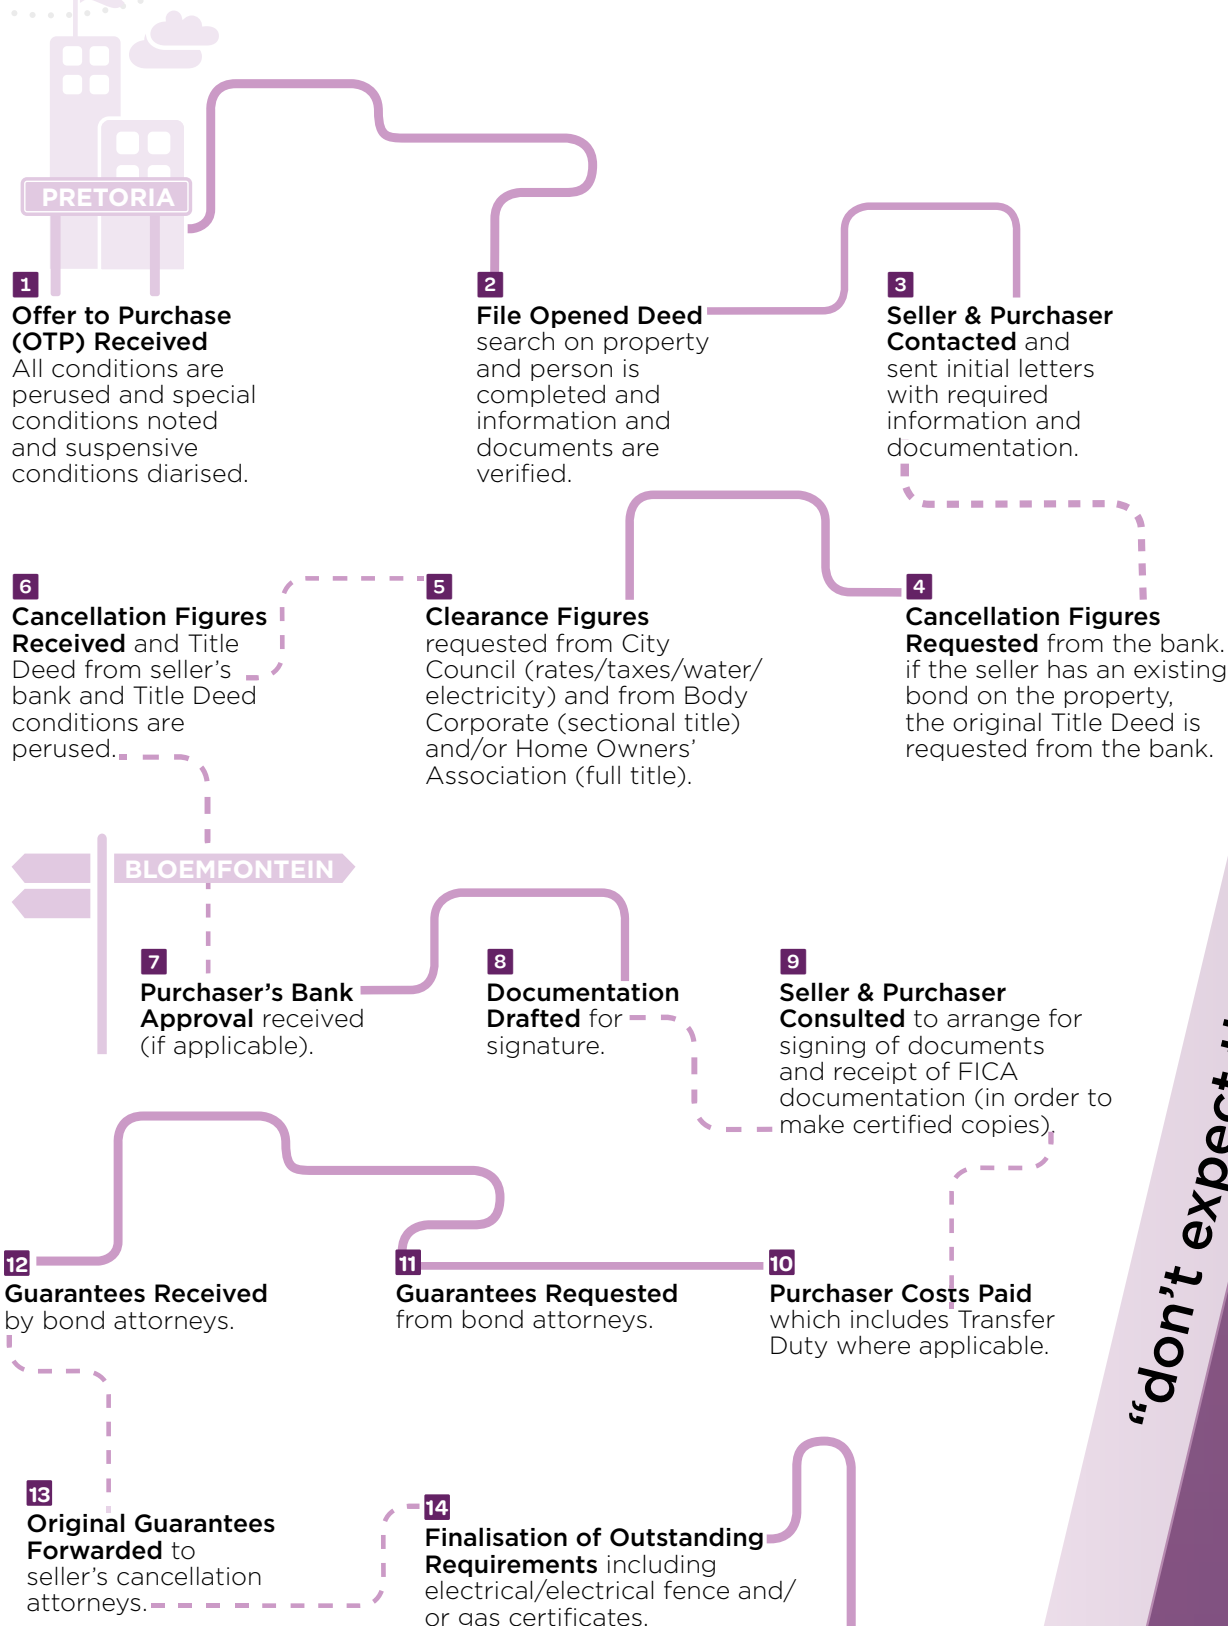 PRETORIA
1
Offer to Purchase
(OTP) Received
All conditions are
perused and special
conditions noted
and suspensive
conditions diarised.
2
File Opened Deed
search on property
and person is
completed and
information and
documents are
verified.
3
Seller & Purchaser
Contacted and
sent initial letters
with required
information and
documentation.
4
Cancellation Figures
Requested from the bank.
if the seller has an existing
bond on the property,
the original Title Deed is
requested from the bank.
5
Clearance Figures
requested from City
Council (rates/taxes/water/
electricity) and from Body
Corporate (sectional title)
and/or Home Owners’
Association (full title).
6
Cancellation Figures
Received and Title
Deed from seller’s
bank and Title Deed
conditions are
perused.
BLOEMFONTEIN
7
Purchaser’s Bank
Approval received
(if applicable).
8
Documentation
Drafted for
signature.
9
Seller & Purchaser
Consulted to arrange for
signing of documents
and receipt of FICA
documentation (in order to
make certified copies).
10
Purchaser Costs Paid
which includes Transfer
Duty where applicable.
11
Guarantees Requested
from bond attorneys.
12
Guarantees Received
by bond attorneys.
13
Original Guarantees
Forwarded to
seller’s cancellation
attorneys.
14
Finalisation of Outstanding
Requirements including
electrical/electrical fence and/
or gas certificates.
“don’t expect